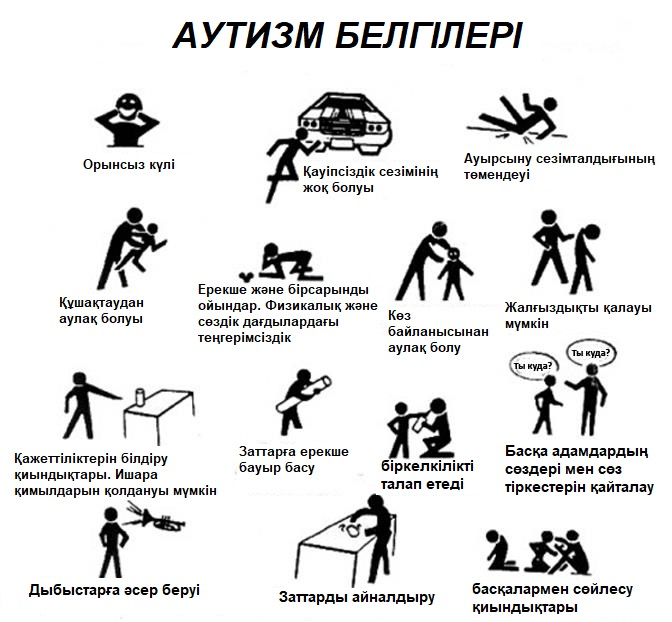 АУТИЗМ БЕЛГІЛЕРІ
Орынсыз күлі
Қауіпсіздік сезімінің
жоқ болуы
Ауырсыну сезімталдығының
төмендеуі
Құшақтаудан
аулақ болуы
Ерекше және бірсарынды
ойындар. Физикалық және
сөздік дағдылардағы
теңгерімсіздік
Көз
байланысынан
аулақ болу
Жалғыздықты қалауы
мүмкін
Қажеттіліктерін білдіру
қиындықтары. Ишара
қимылдарын қолдануы мүмкін
Заттарға ерекше
бауыр басу
біркелкілікті
талап етеді
Ты куда?
Ты куда?
Басқа адамдардың
сөздері мен сөз
тіркестерін қайталау
Дыбыстарға әсер беруі
Заттарды айналдыру
басқалармен сөйлесу
қиындықтары